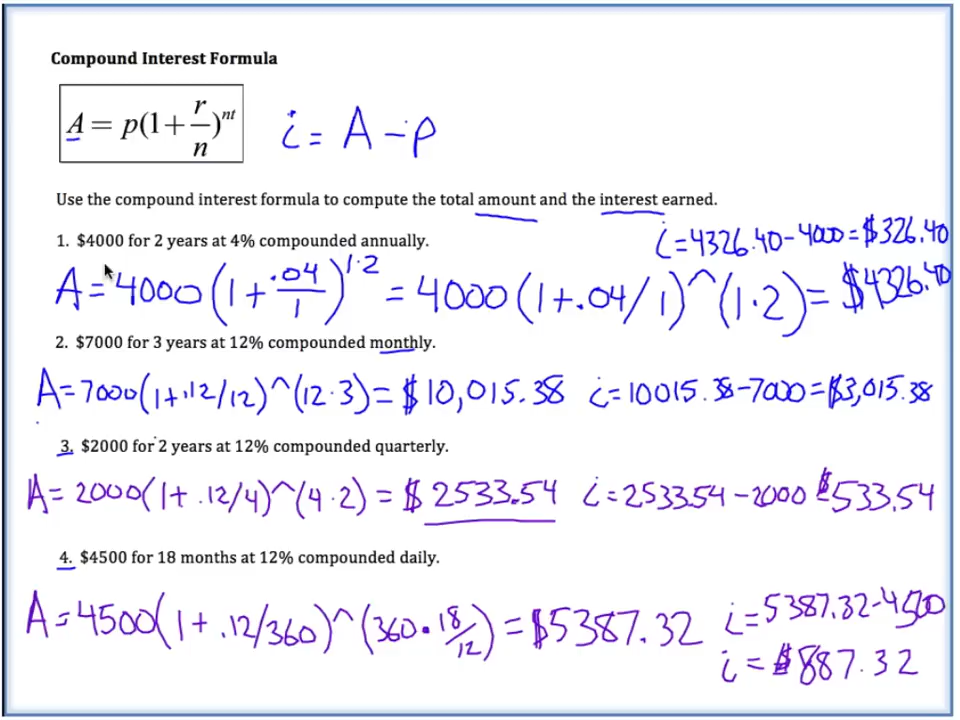 Compound Interest Formula
A = p(1 + r/n)^nt
i = A - p
Use the compound interest formula to compute the total amount and the interest earned.
1. $4000 for 2 years at 4% compounded annually.
i = 4326.40 - 4000 = $326.40
A = 4000(1 + .04/1)^1·2 = 4000(1 + .04/1)^(1·2) = $4326.40
2. $7000 for 3 years at 12% compounded monthly.
A = 7000(1 + .12/12)^(12·3) = $10,015.38 i = 10015.38 - 7000 = $3,015.38
3. $2000 for 2 years at 12% compounded quarterly.
A = 2000(1 + .12/4)^(4·2) = $2533.54 i = 2533.54 - 2000 = $533.54
4. $4500 for 18 months at 12% compounded daily.
A = 4500(1 + .12/360)^(360·18/12) = $5387.32 i = 5387.32 - 4500
i = $887.32